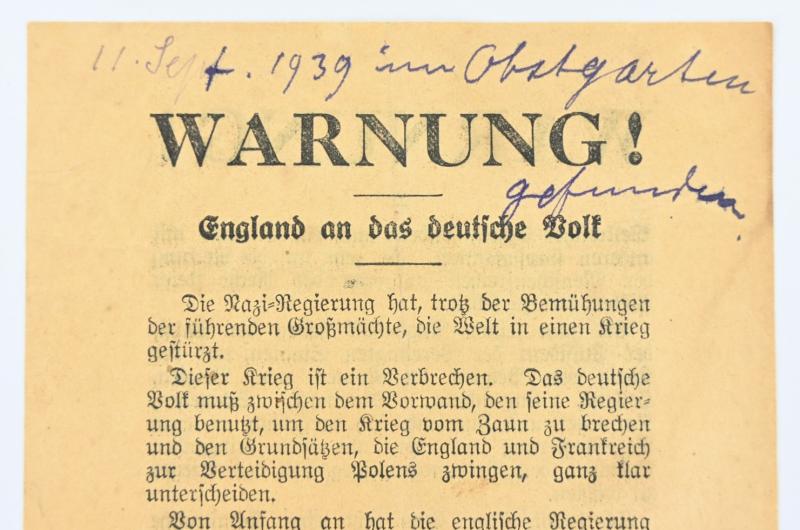 11. Sept. 1939 im Obstgarten
WARNUNG!
gefunden.
England an das deutsche Volk
Die Nazi-Regierung hat, trotz der Bemühungen
der führenden Großmächte, die Welt in einen Krieg
gestürzt.
Dieser Krieg ist ein Verbrechen. Das deutsche
Volk muß zwischen dem Vorwand, den seine Regier-
ung benutzt, um den Krieg vom Zaun zu brechen
und den Grundsätzen, die England und Frankreich
zur Verteidigung Polens zwingen, ganz klar
unterscheiden.
Von Anfang an hat die englische Regierung